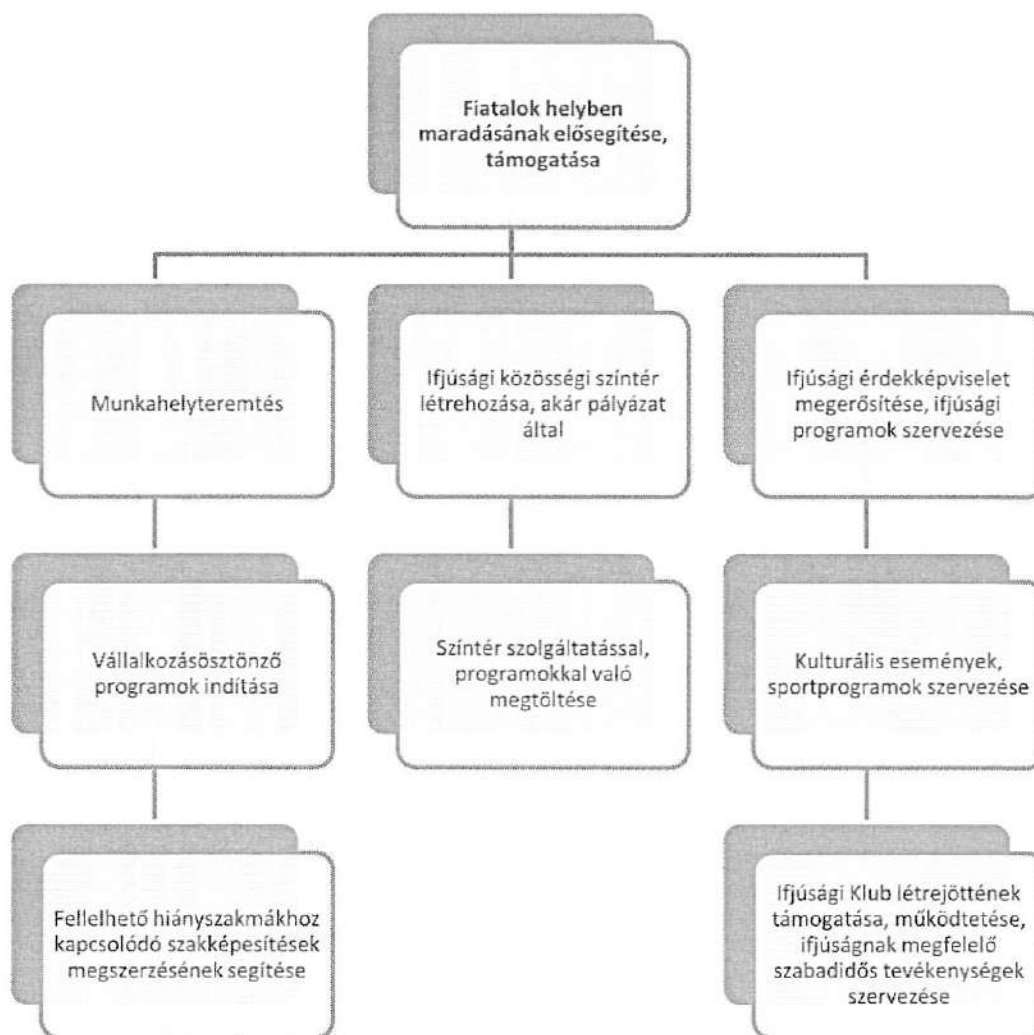 Fiatalok helyben
maradásának elősegítése,
támogatása
Munkahelyteremtés
Ifjúsági közösségi színtér
létrehozása, akár pályázat
által
Ifjúsági érdekképviselet
megerősítése, ifjúsági
programok szervezése
Vállalkozásösztönző
programok indítása
Színtér szolgáltatással,
programokkal való
megtöltése
Kulturális események,
sportprogramok szervezése
Fellelhető hiányszakmákhoz
kapcsolódó szakképesítések
megszerzésének segítése
Ifjúsági Klub létrejöttének
támogatása, működtetése,
ifjúságnak megfelelő
szabadidős tevékenységek
szervezése